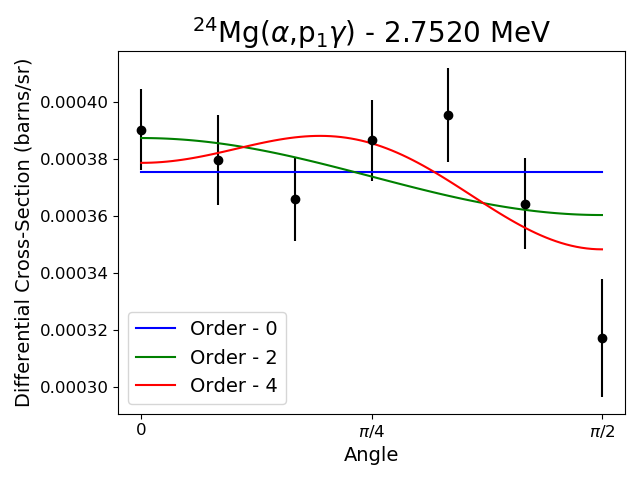 ²⁴Mg(α,p₁γ) - 2.7520 MeV
Differential Cross-Section (barns/sr)
0.00040
0.00038
0.00036
0.00034
0.00032
0.00030
Order - 0
Order - 2
Order - 4
0 π/4 π/2
Angle